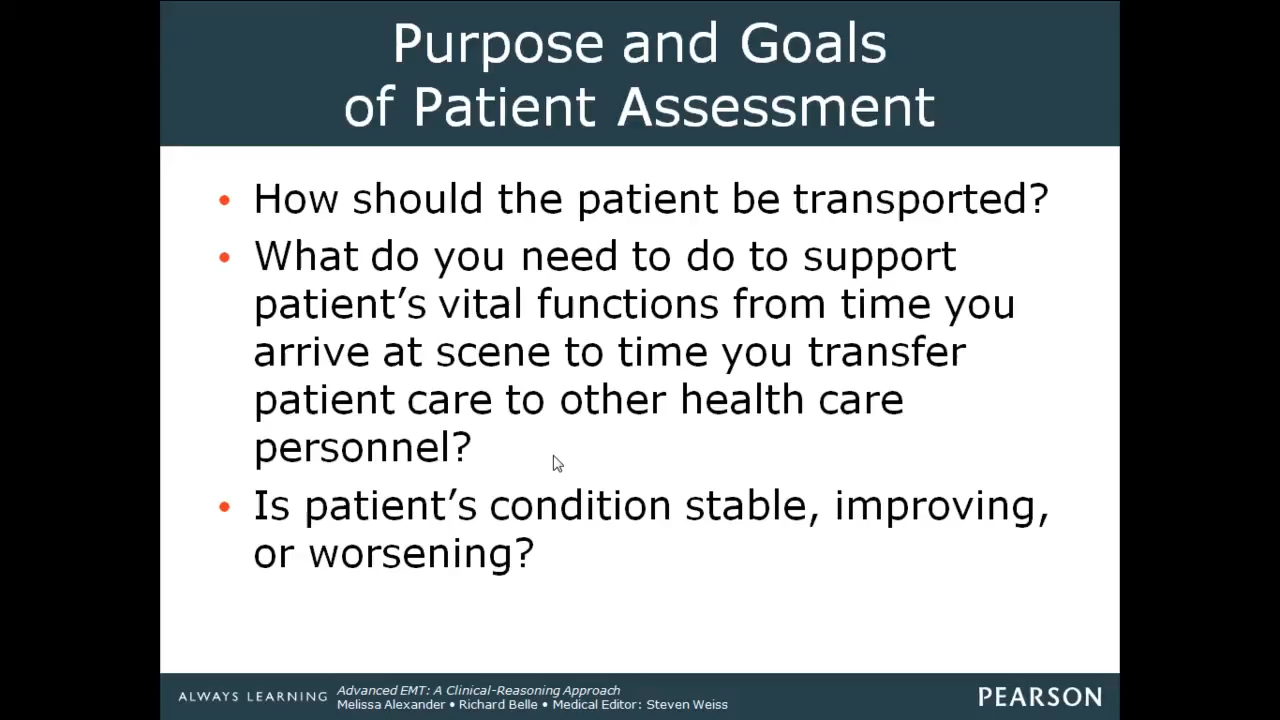 Purpose and Goals
of Patient Assessment
• How should the patient be transported?
• What do you need to do to support
patient’s vital functions from time you
arrive at scene to time you transfer
patient care to other health care
personnel?
• Is patient’s condition stable, improving,
or worsening?
ALWAYS LEARNING
Advanced EMT: A Clinical-Reasoning Approach
Melissa Alexander • Richard Belle • Medical Editor: Steven Weiss
PEARSON